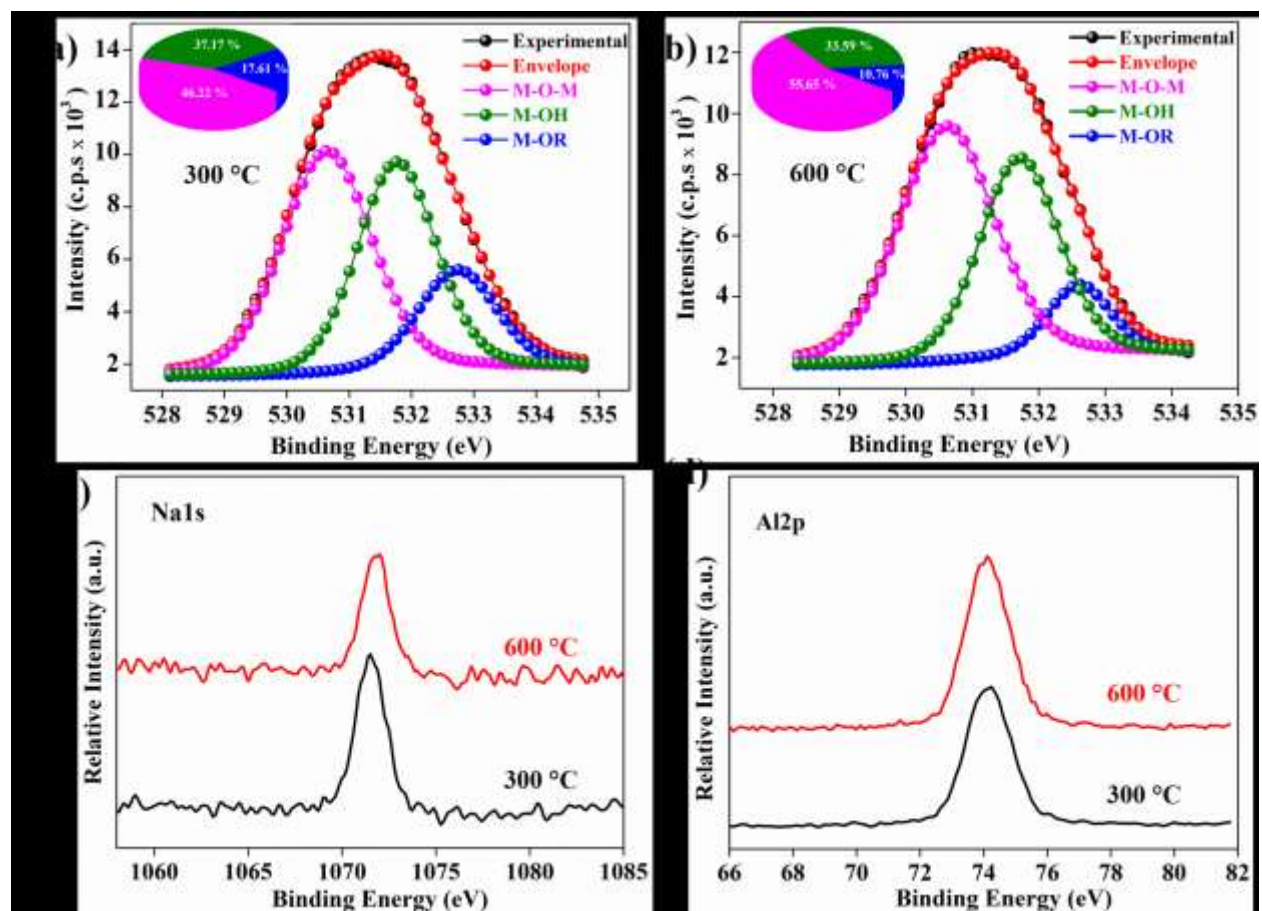 a)
14
12
10
8
6
4
2
Intensity (c.p.s x 10³)
37.17 %
17.61 %
300 °C
Experimental
Envelope
M-O-M
M-OH
M-OR
528 529 530 531 532 533 534 535
Binding Energy (eV)
b)
12
10
8
6
4
2
Intensity (c.p.s x 10³)
33.59 %
10.76 %
55.65 %
600 °C
Experimental
Envelope
M-O-M
M-OH
M-OR
528 529 530 531 532 533 534 535
Binding Energy (eV)
)
Na1s
Relative Intensity (a.u.)
600 °C
300 °C
1060 1065 1070 1075 1080 1085
Binding Energy (eV)
Al2p
Relative Intensity (a.u.)
600 °C
300 °C
66 68 70 72 74 76 78 80 82
Binding Energy (eV)